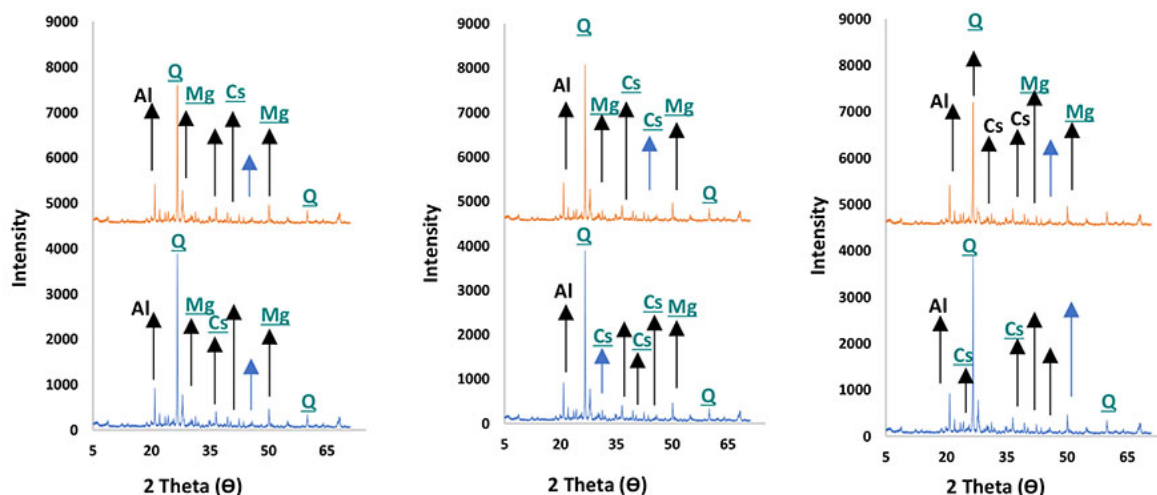 9000
8000
7000
6000
5000
4000
3000
2000
1000
0
Intensity
Q
Al
Mg
Cs
Mg
Q
Q
Al
Mg
Cs
Mg
Q
5 20 35 50 65
2 Theta (Ɵ)
9000
8000
7000
6000
5000
4000
3000
2000
1000
0
Intensity
Q
Al
Mg
Cs
Cs
Mg
Q
Q
Al
Cs
Cs
Cs
Mg
Q
5 20 35 50 65
2 Theta (Ɵ)
9000
8000
7000
6000
5000
4000
3000
2000
1000
0
Intensity
Q
Al
Cs
Cs
Mg
Mg
Q
Al
Cs
Cs
Q
5 20 35 50 65
2 Theta (Ɵ)